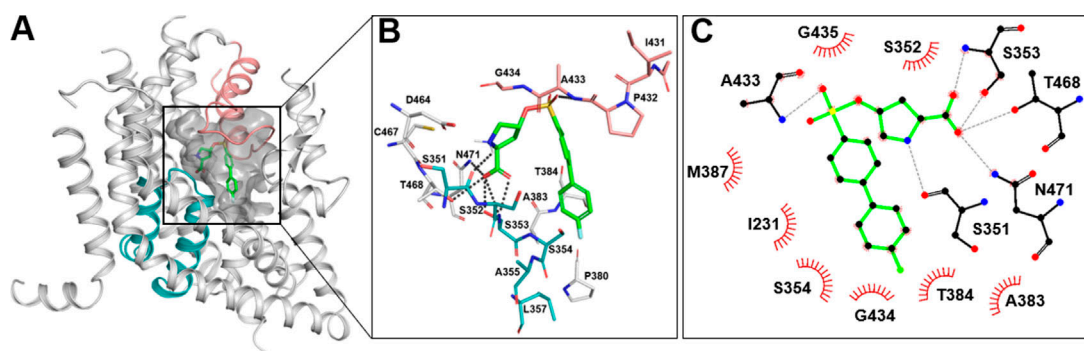 A
B
I431
G434
A433
P432
D464
C467
S351
N471
T384
T468
A383
S352
S353
S354
A355
P380
L357
C
G435
S352
S353
A433
T468
M387
N471
S351
I231
S354
T384
A383
G434